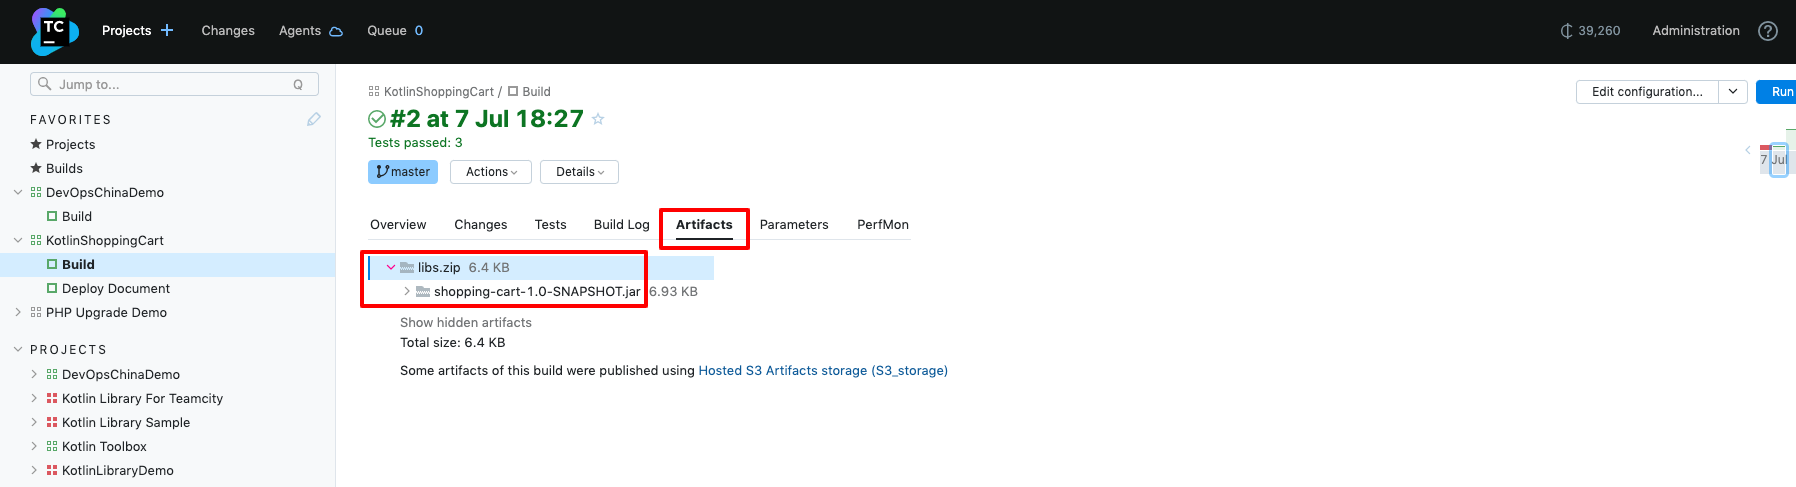 TC
Projects + Changes Agents Queue 0 39,260 Administration ?
Jump to... Q
FAVORITES
Projects
Builds
DevOpsChinaDemo
Build
KotlinShoppingCart
Build
Deploy Document
PHP Upgrade Demo
PROJECTS
DevOpsChinaDemo
Kotlin Library For Teamcity
Kotlin Library Sample
Kotlin Toolbox
KotlinLibraryDemo
KotlinShoppingCart / Build
Edit configuration... Run
#2 at 7 Jul 18:27
Tests passed: 3
7 Jul
master Actions Details
Overview Changes Tests Build Log Artifacts Parameters PerfMon
libs.zip 6.4 KB
shopping-cart-1.0-SNAPSHOT.jar 6.93 KB
Show hidden artifacts
Total size: 6.4 KB
Some artifacts of this build were published using Hosted S3 Artifacts storage (S3_storage)